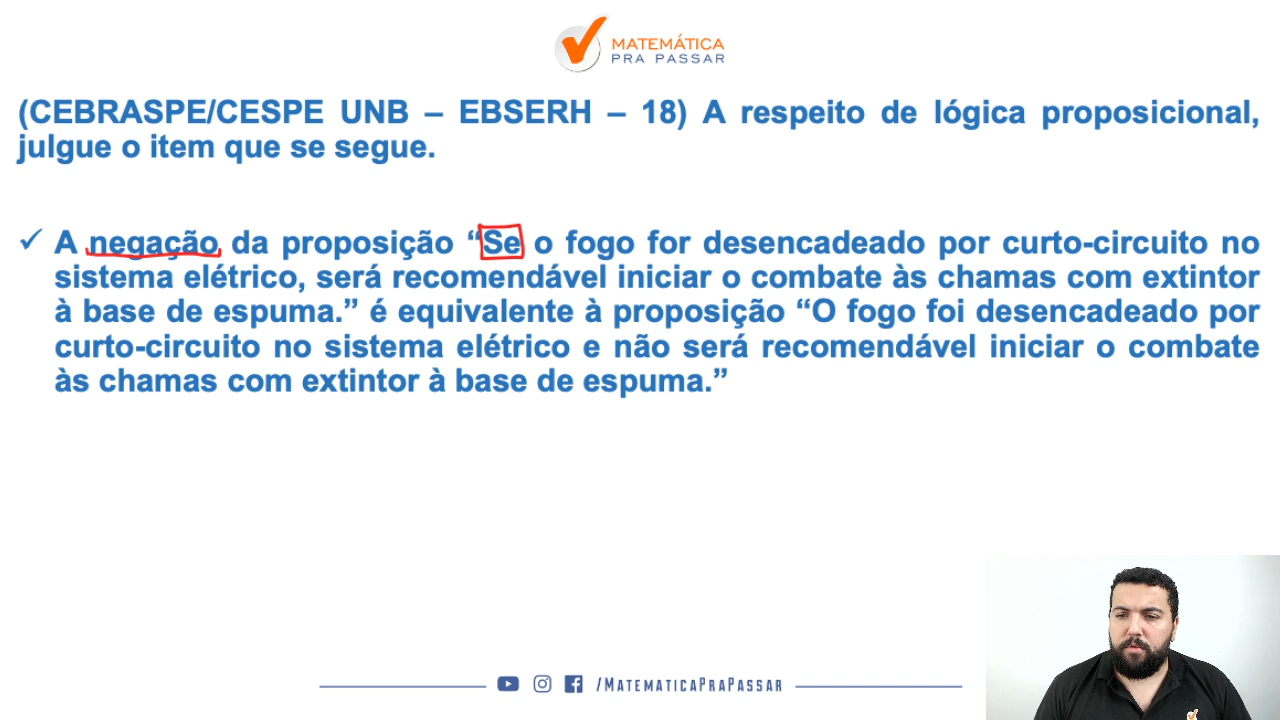 MATEMÁTICA
PRA PASSAR
(CEBRASPE/CESPE UNB – EBSERH – 18) A respeito de lógica proposicional,
julgue o item que se segue.
✓ A negação da proposição “Se o fogo for desencadeado por curto-circuito no
sistema elétrico, será recomendável iniciar o combate às chamas com extintor
à base de espuma.” é equivalente à proposição “O fogo foi desencadeado por
curto-circuito no sistema elétrico e não será recomendável iniciar o combate
às chamas com extintor à base de espuma.”
/MATEMATICAPRAPASSAR